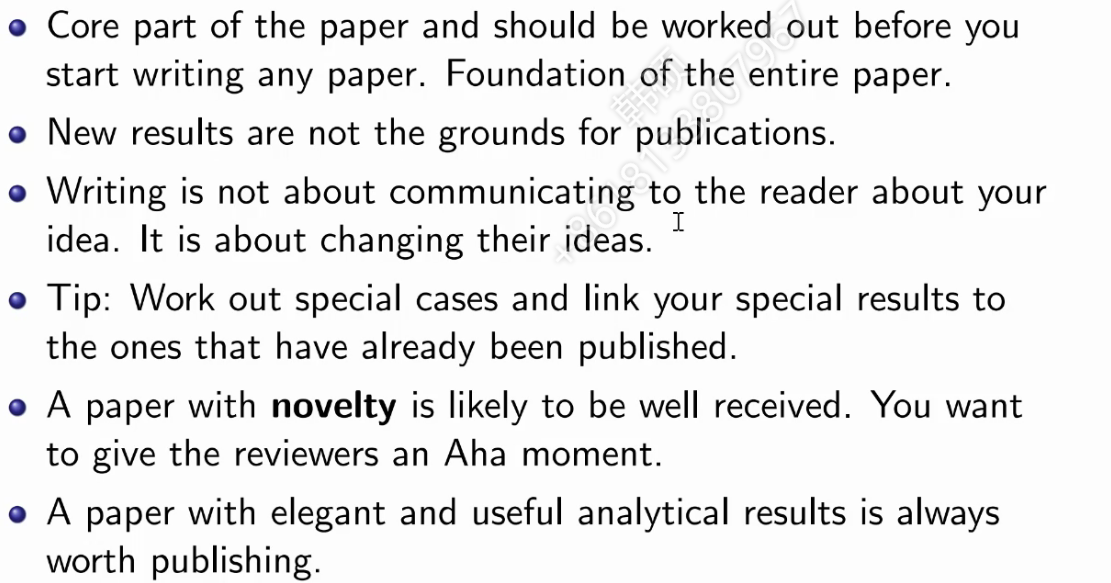 Core part of the paper and should be worked out before you
start writing any paper. Foundation of the entire paper.
New results are not the grounds for publications.
Writing is not about communicating to the reader about your
idea. It is about changing their ideas.
Tip: Work out special cases and link your special results to
the ones that have already been published.
A paper with novelty is likely to be well received. You want
to give the reviewers an Aha moment.
A paper with elegant and useful analytical results is always
worth publishing.